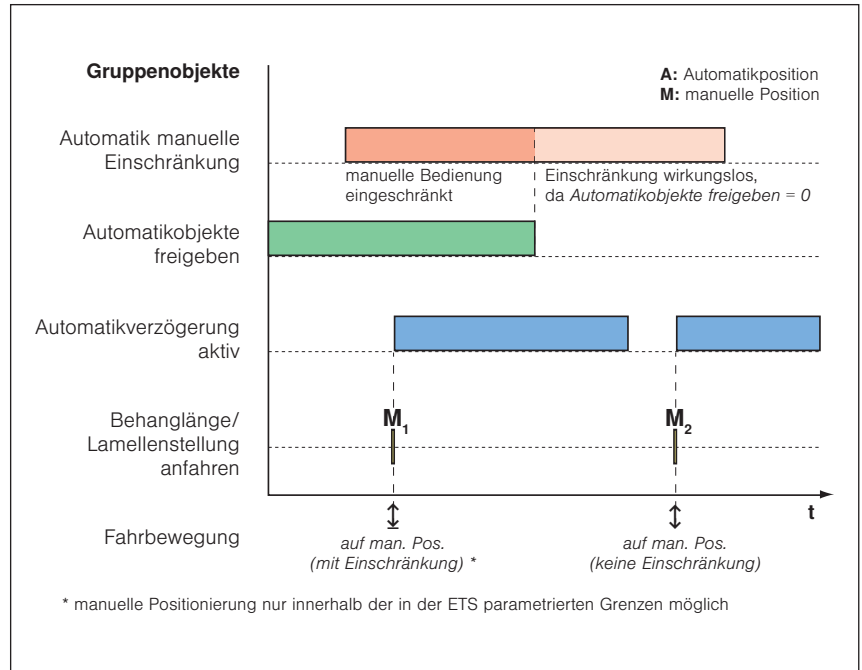 Gruppenobjekte
A: Automatikposition
M: manuelle Position
Automatik manuelle
Einschränkung
manuelle Bedienung
eingeschränkt
Einschränkung wirkungslos,
da Automatikobjekte freigeben = 0
Automatikobjekte
freigeben
Automatikverzögerung
aktiv
Behanglänge/
Lamellenstellung
anfahren
M1
M2
t
Fahrbewegung
auf man. Pos.
(mit Einschränkung) *
auf man. Pos.
(keine Einschränkung)
* manuelle Positionierung nur innerhalb der in der ETS parametrierten Grenzen möglich